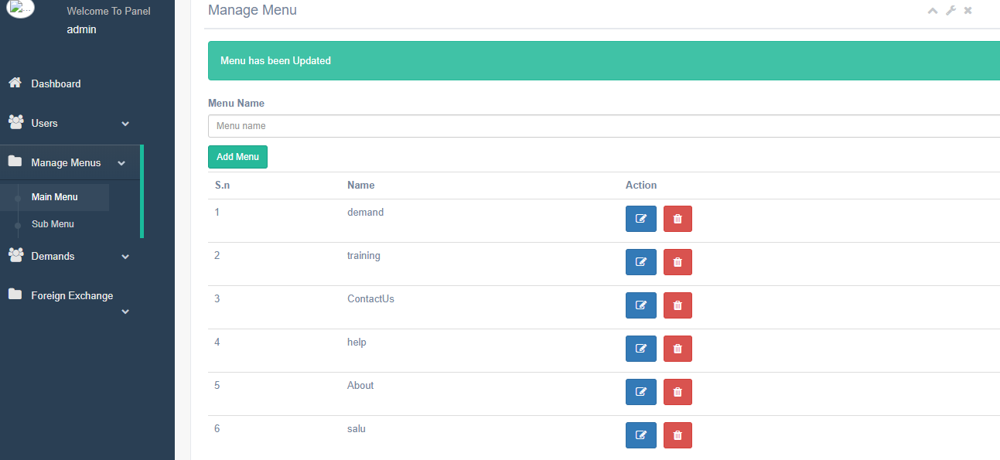 Welcome To Panel
admin
Dashboard
Users
Manage Menus
Main Menu
Sub Menu
Demands
Foreign Exchange
Manage Menu
Menu has been Updated
Menu Name
Menu name
Add Menu
S.n Name Action
1 demand
2 training
3 ContactUs
4 help
5 About
6 salu